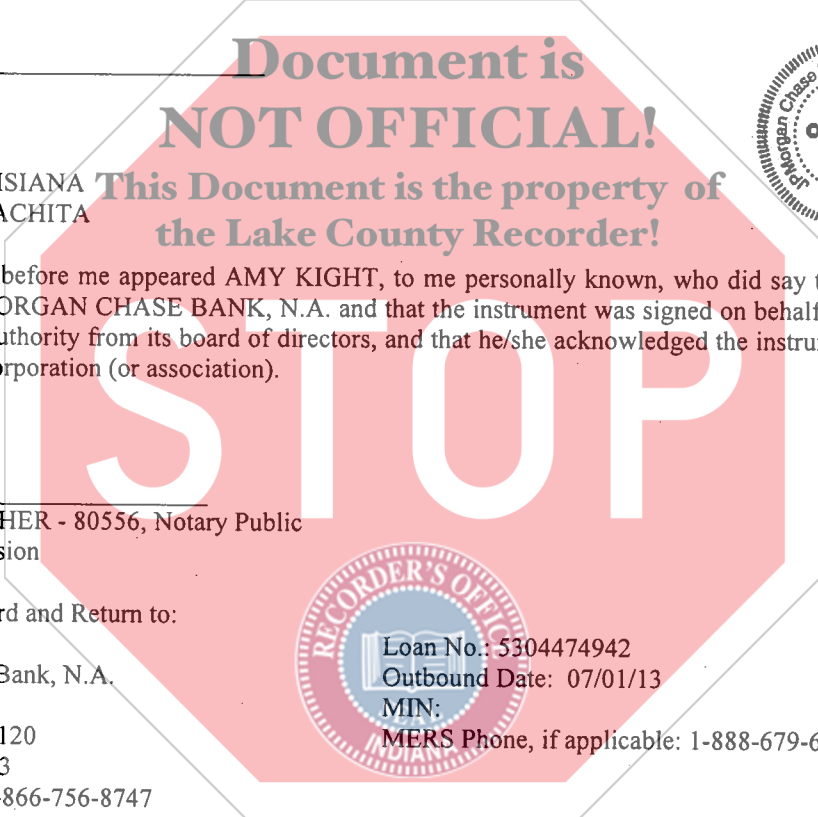 Document is
NOT OFFICIAL!
This Document is the property of
the Lake County Recorder!
JPMorgan Chase
ISIANA
ACHITA
before me appeared AMY KIGHT, to me personally known, who did say
ORGAN CHASE BANK, N.A. and that the instrument was signed on behalf
uthority from its board of directors, and that he/she acknowledged the instru
rporation (or association).
STOP
HER - 80556, Notary Public
sion
RECORDER'S OFFICE
rd and Return to:
Loan No.: 5304474942
Bank, N.A.
Outbound Date: 07/01/13
MIN:
120
MERS Phone, if applicable: 1-888-679-6
INDIANA
3
-866-756-8747